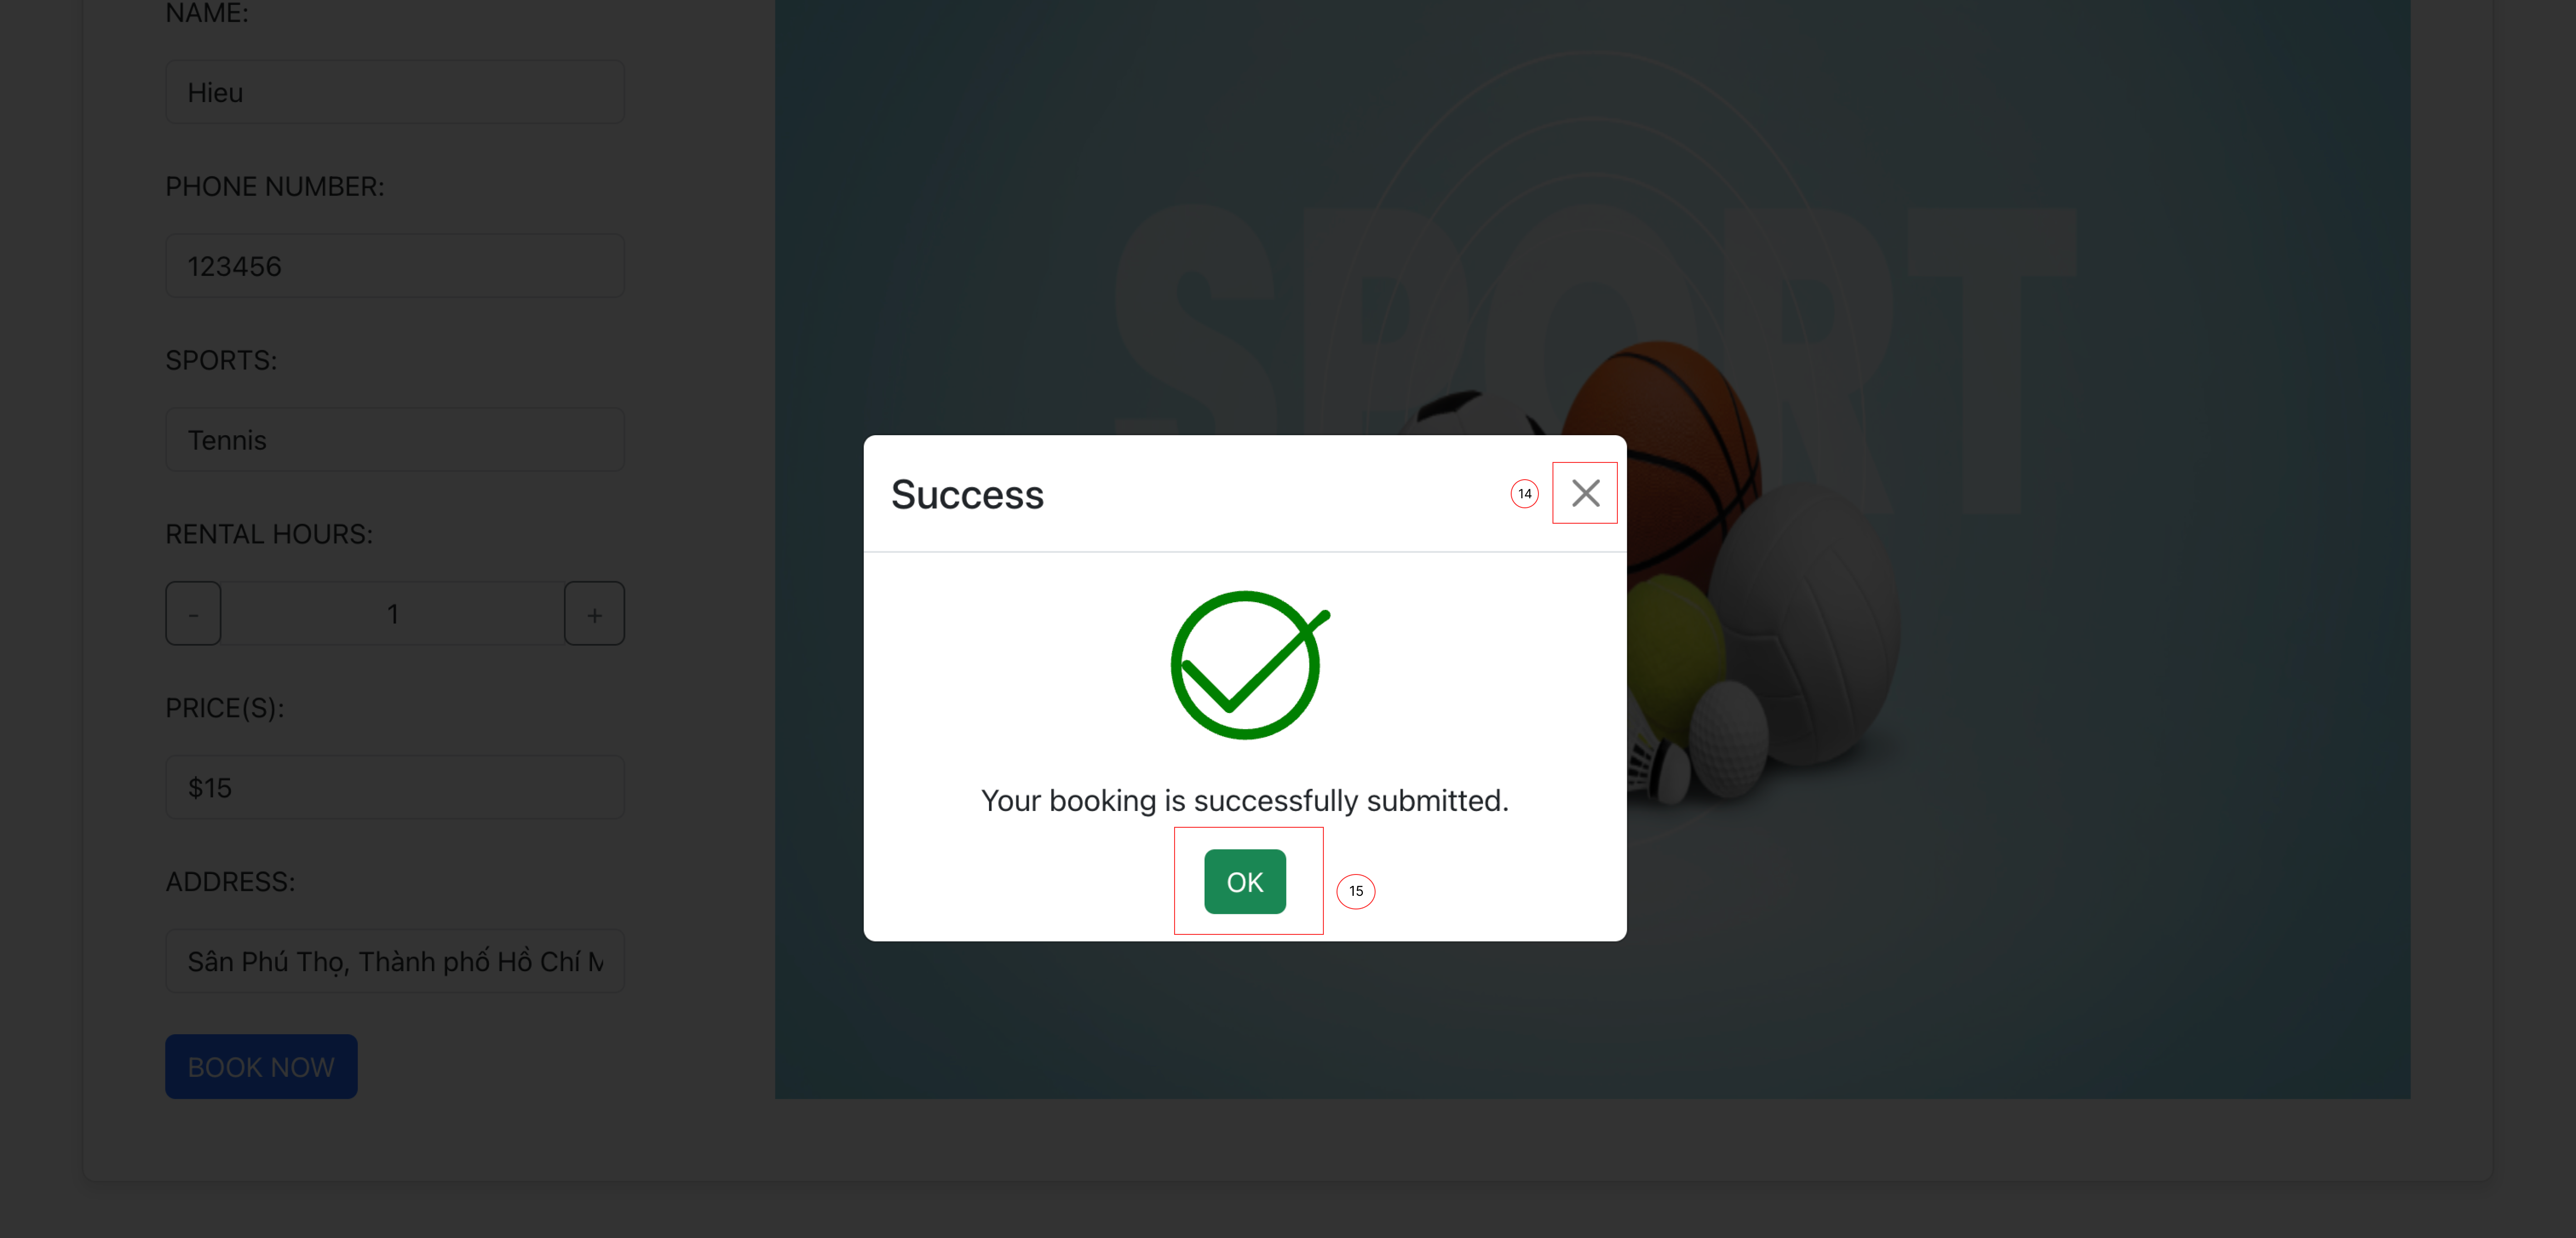 NAME:
Hieu
PHONE NUMBER:
123456
SPORTS:
Tennis
RENTAL HOURS:
- 1 +
PRICE(S):
$15
ADDRESS:
Sân Phú Thọ, Thành phố Hồ Chí M
BOOK NOW
SPORT
Success
14
Your booking is successfully submitted.
OK
15